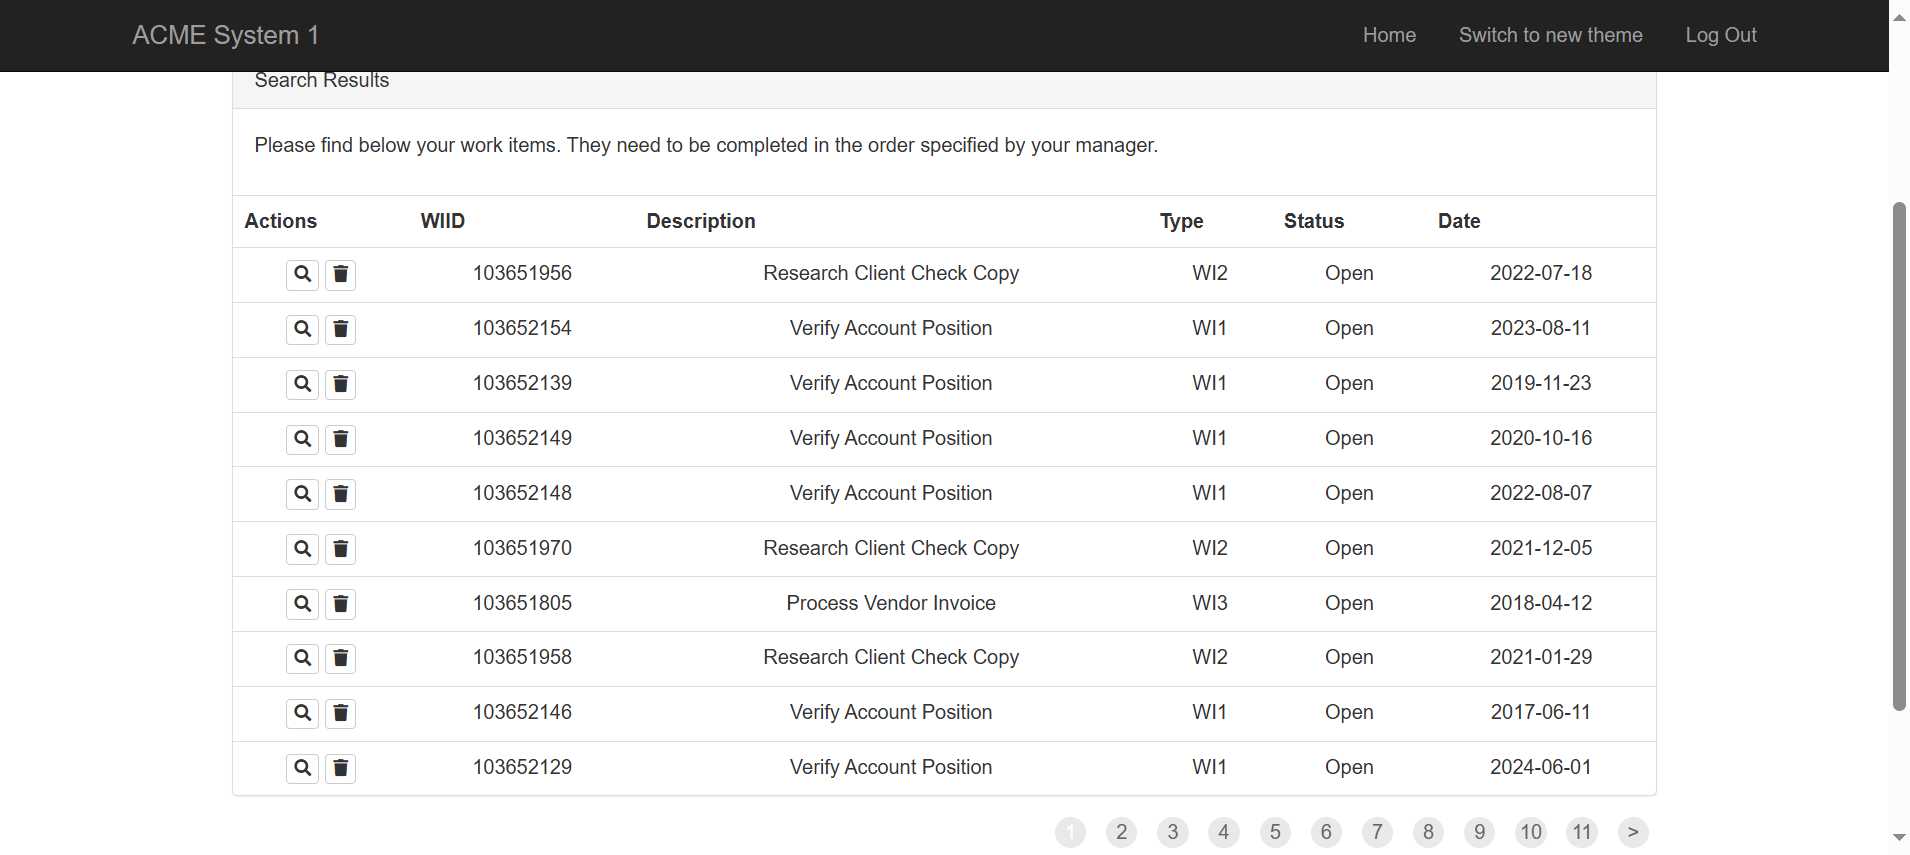 ACME System 1 Home Switch to new theme Log Out
Search Results
Please find below your work items. They need to be completed in the order specified by your manager.
Actions WIID Description Type Status Date
103651956 Research Client Check Copy WI2 Open 2022-07-18
103652154 Verify Account Position WI1 Open 2023-08-11
103652139 Verify Account Position WI1 Open 2019-11-23
103652149 Verify Account Position WI1 Open 2020-10-16
103652148 Verify Account Position WI1 Open 2022-08-07
103651970 Research Client Check Copy WI2 Open 2021-12-05
103651805 Process Vendor Invoice WI3 Open 2018-04-12
103651958 Research Client Check Copy WI2 Open 2021-01-29
103652146 Verify Account Position WI1 Open 2017-06-11
103652129 Verify Account Position WI1 Open 2024-06-01
1 2 3 4 5 6 7 8 9 10 11 >